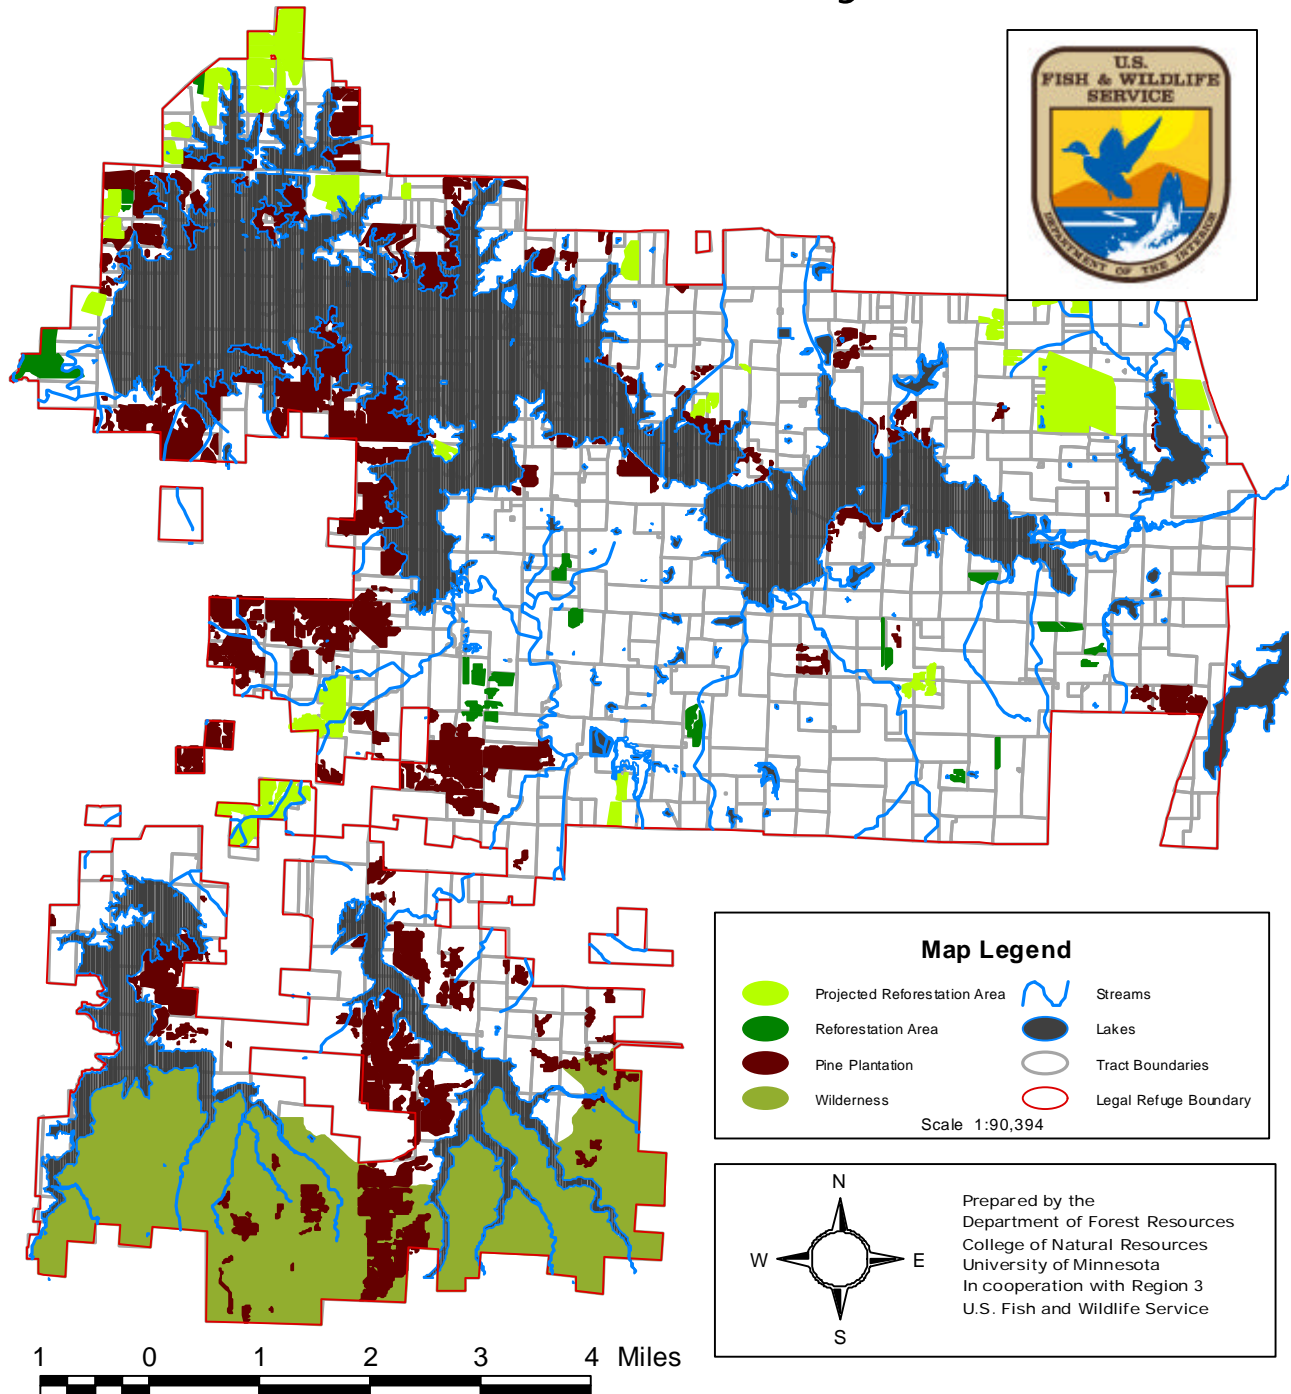 g
U.S.
FISH & WILDLIFE
SERVICE
DEPARTMENT OF THE INTERIOR
Map Legend
Projected Reforestation Area
Streams
Reforestation Area
Lakes
Pine Plantation
Tract Boundaries
Wilderness
Legal Refuge Boundary
Scale 1:90,394
N
W
E
S
Prepared by the
Department of Forest Resources
College of Natural Resources
University of Minnesota
In cooperation with Region 3
U.S. Fish and Wildlife Service
1 0 1 2 3 4 Miles